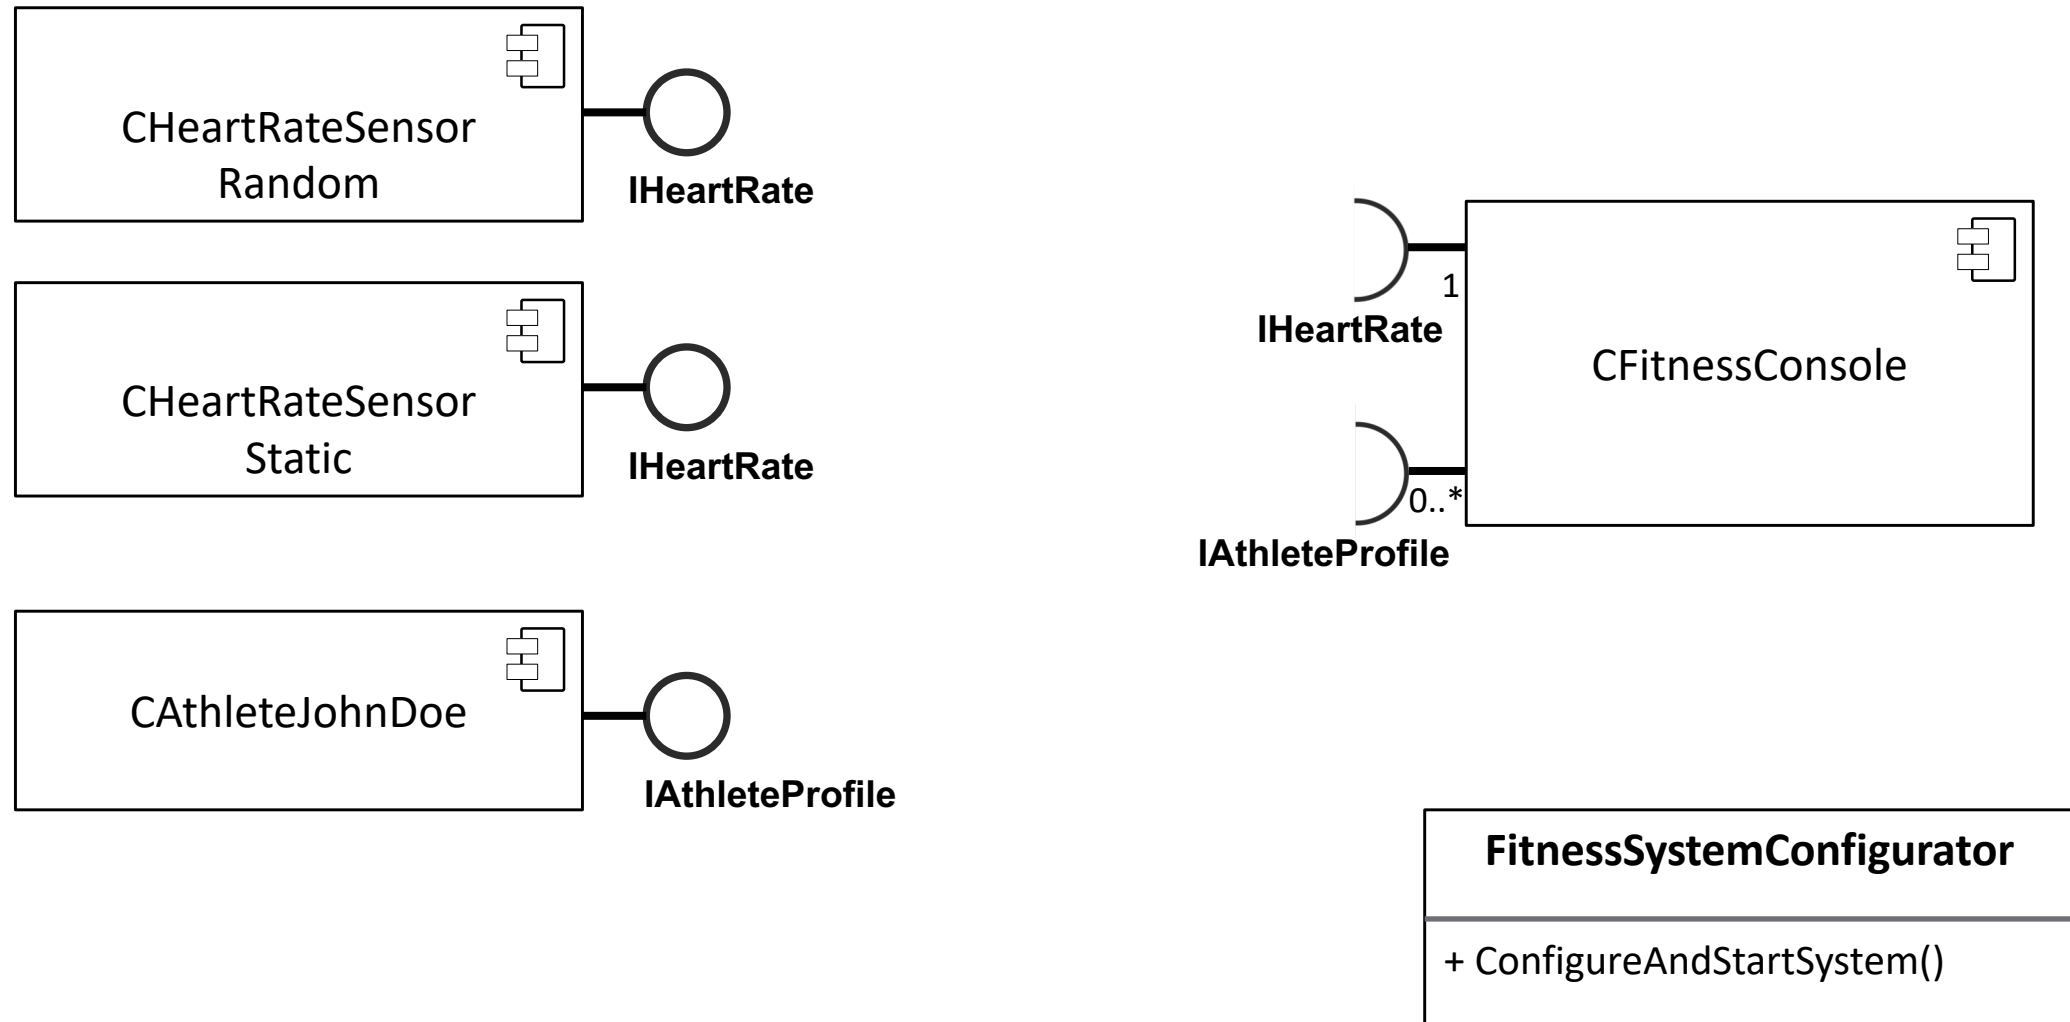 CHeartRateSensor
Random
IHeartRate
CHeartRateSensor
Static
IHeartRate
CAthleteJohnDoe
IAthleteProfile
1
IHeartRate
CFitnessConsole
0..*
IAthleteProfile
FitnessSystemConfigurator
+ ConfigureAndStartSystem()